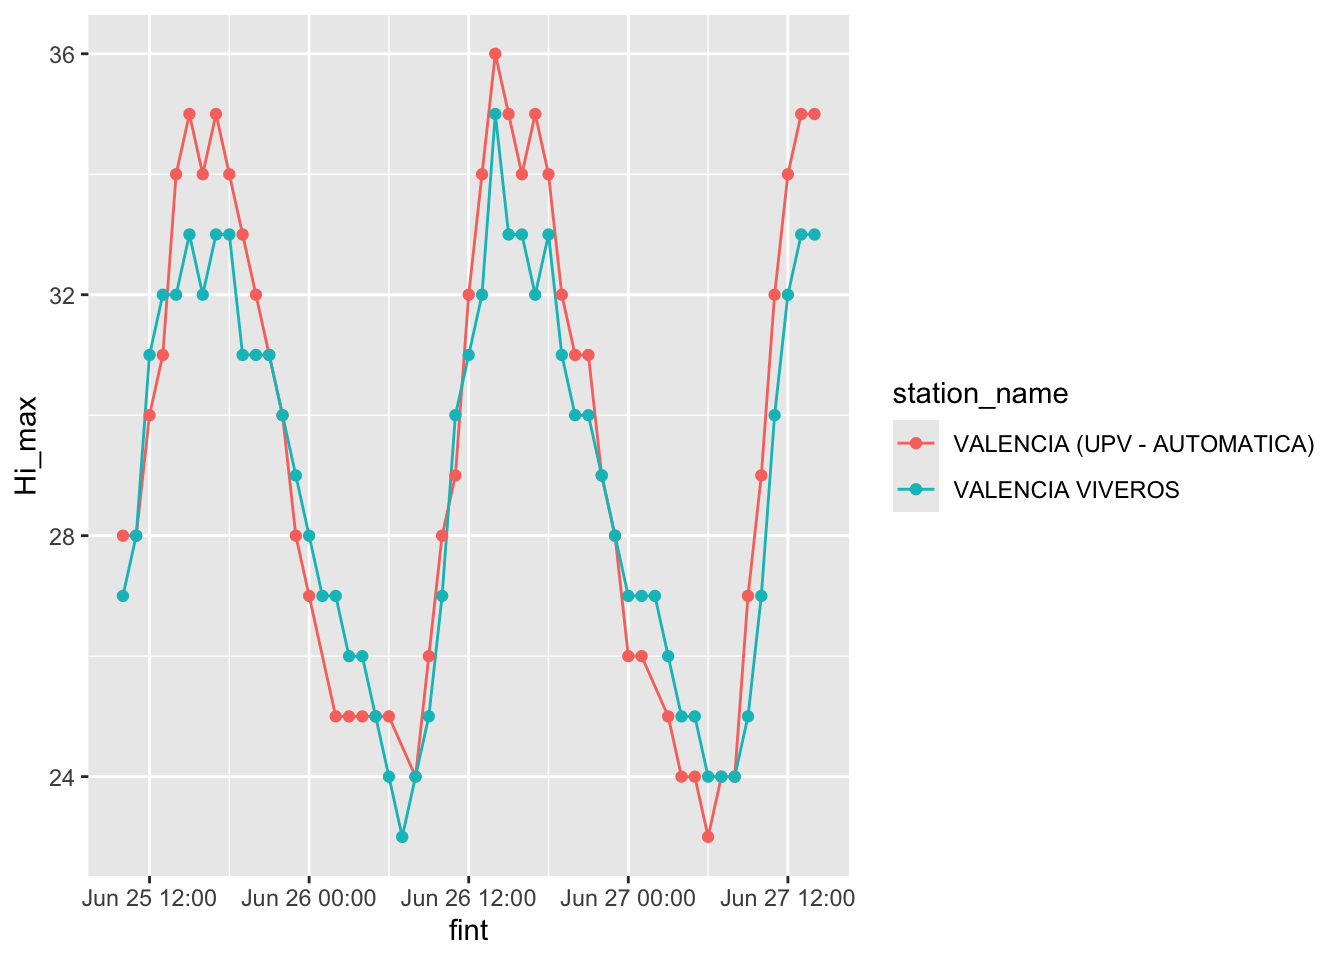 36
32
28
24
Hi_max
Jun 25 12:00
Jun 26 00:00
Jun 26 12:00
Jun 27 00:00
Jun 27 12:00
fint
station_name
VALENCIA (UPV - AUTOMATICA)
VALENCIA VIVEROS